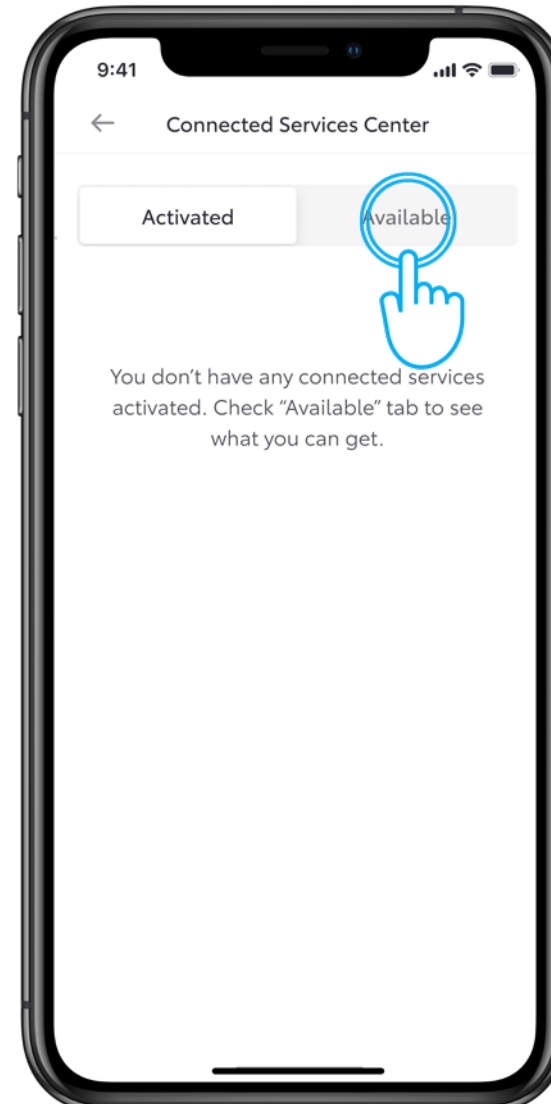 9:41
Connected Services Center
Activated
Available
You don’t have any connected services
activated. Check “Available” tab to see
what you can get.